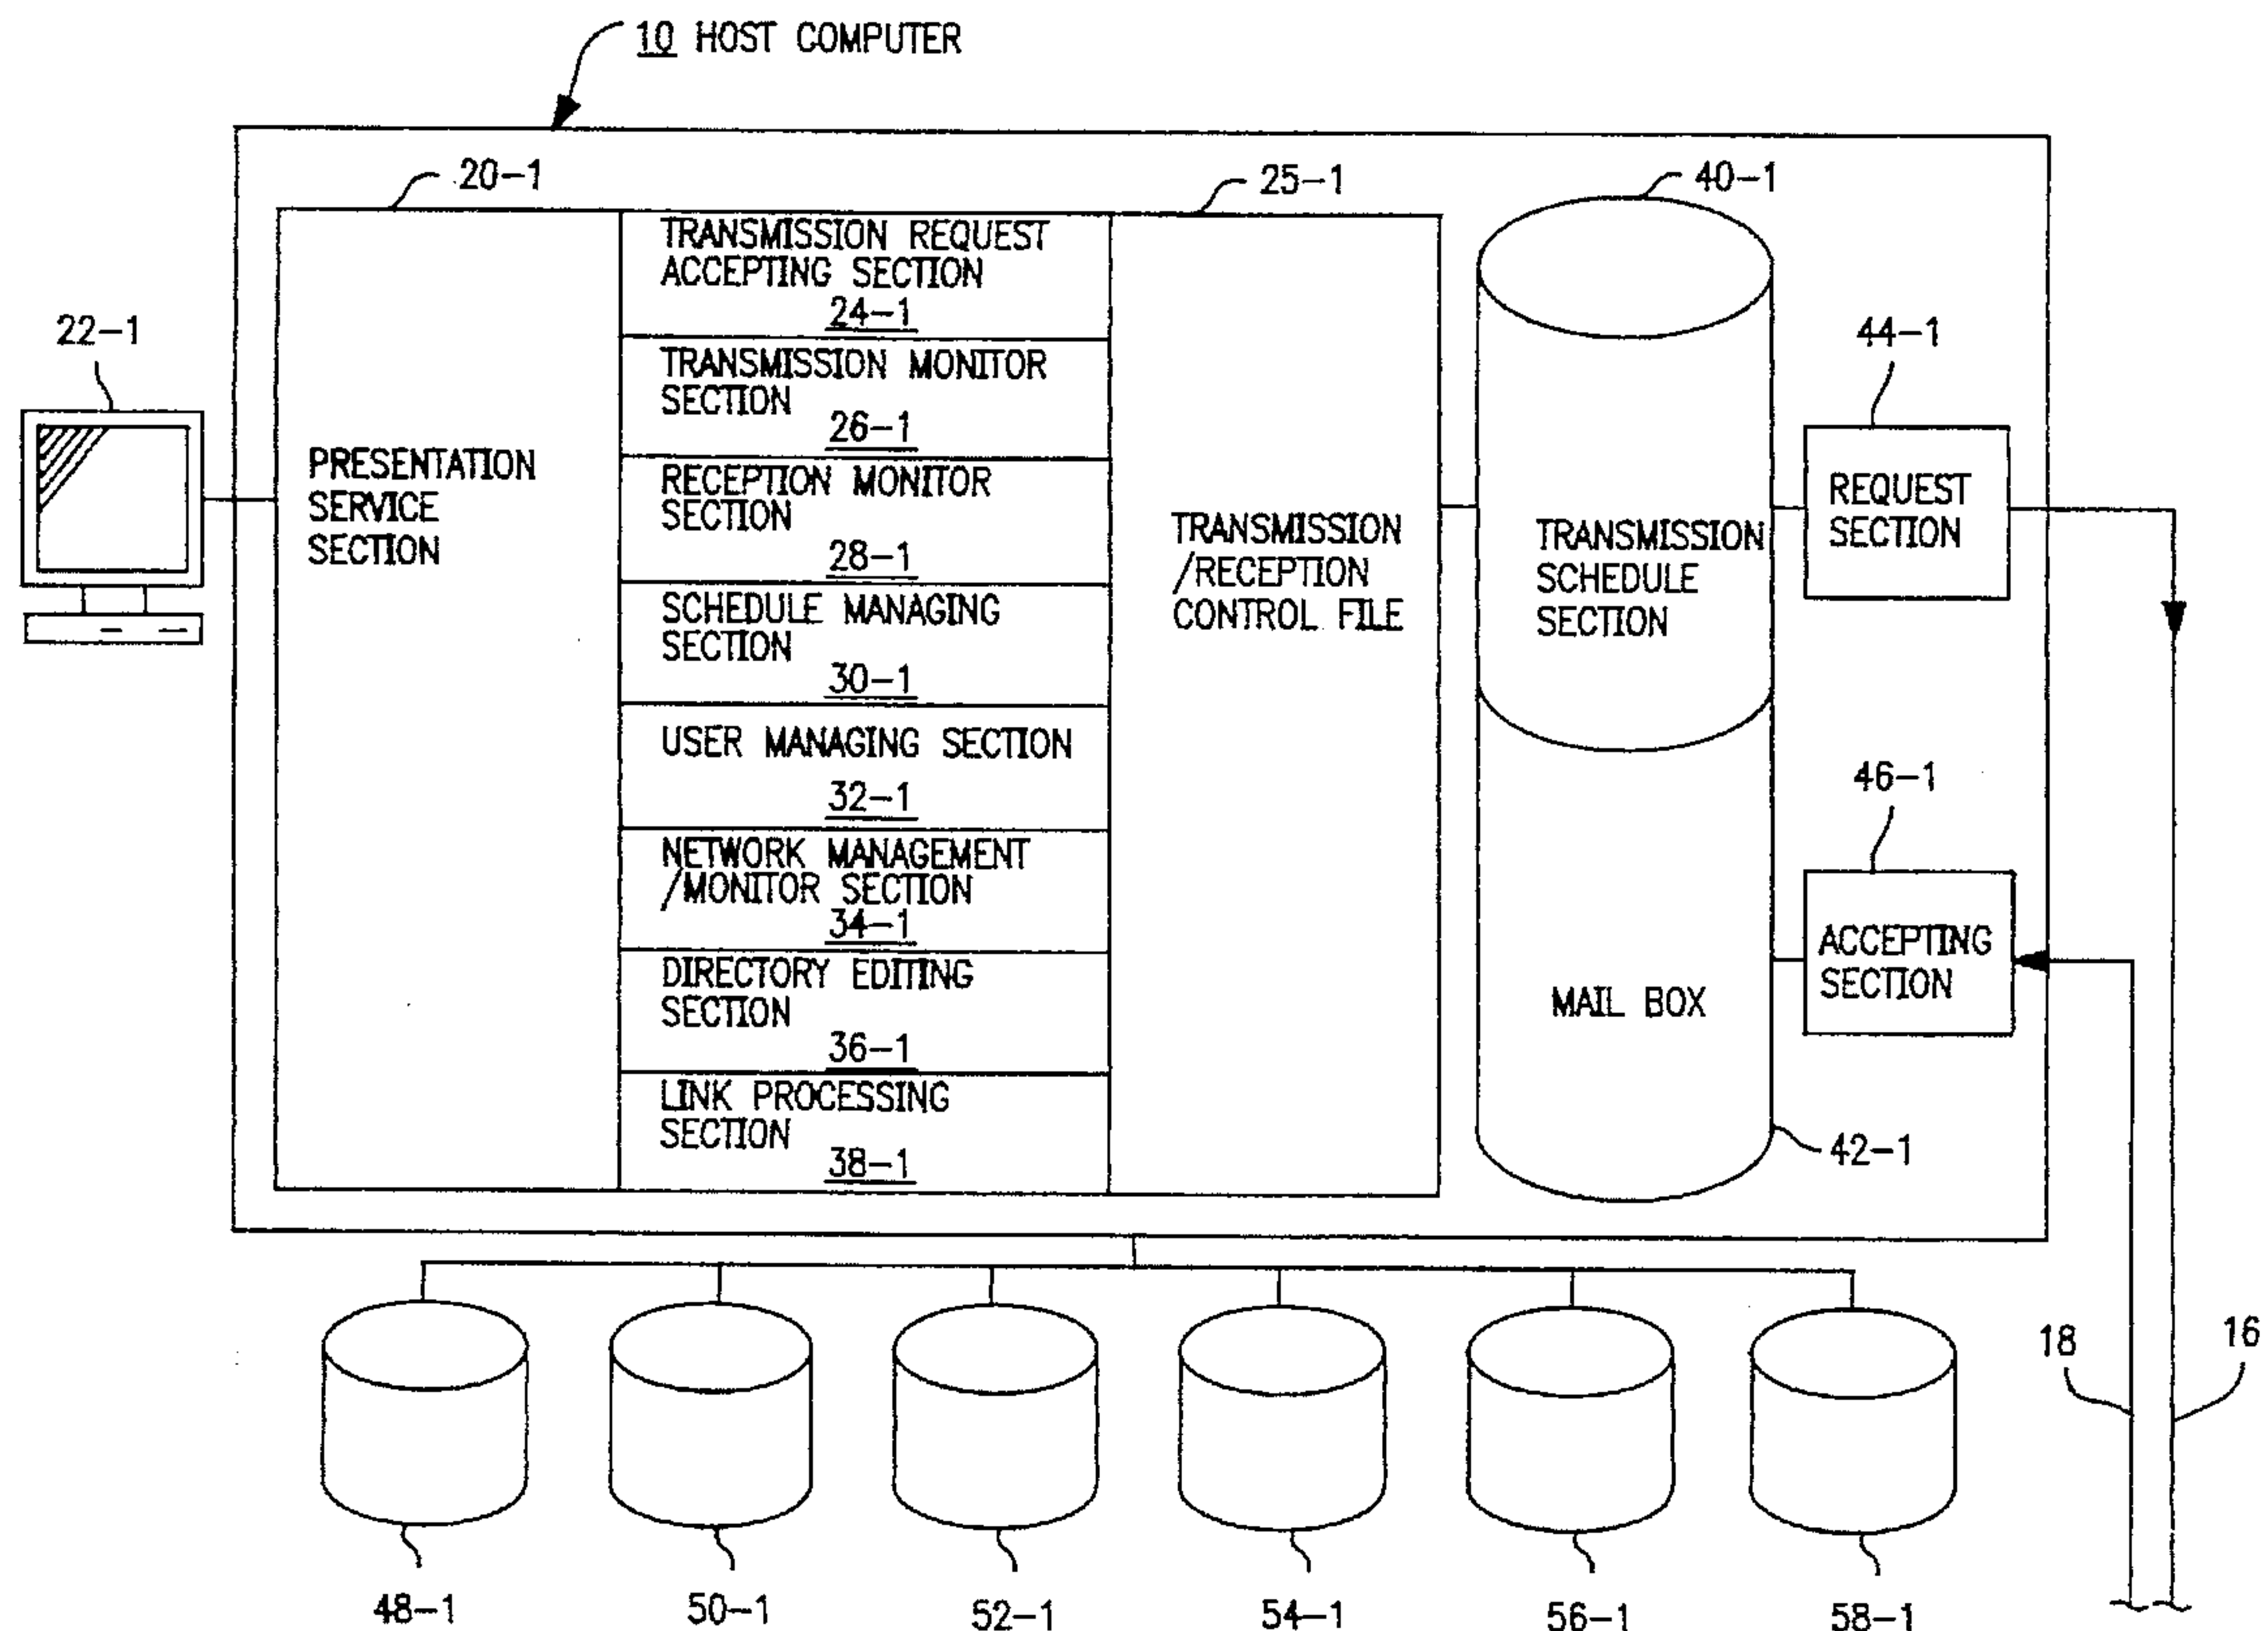 10 HOST COMPUTER
20-1
25-1
40-1
22-1
44-1
PRESENTATION
SERVICE
SECTION
TRANSMISSION REQUEST
ACCEPTING SECTION
24-1
TRANSMISSION MONITOR
SECTION
26-1
RECEPTION MONITOR
SECTION
28-1
SCHEDULE MANAGING
SECTION
30-1
USER MANAGING SECTION
32-1
NETWORK MANAGEMENT
/MONITOR SECTION
34-1
DIRECTORY EDITING
SECTION
36-1
LINK PROCESSING
SECTION
38-1
TRANSMISSION
/RECEPTION
CONTROL FILE
TRANSMISSION
SCHEDULE
SECTION
REQUEST
SECTION
46-1
MAIL BOX
ACCEPTING
SECTION
42-1
18
16
48-1
50-1
52-1
54-1
56-1
58-1